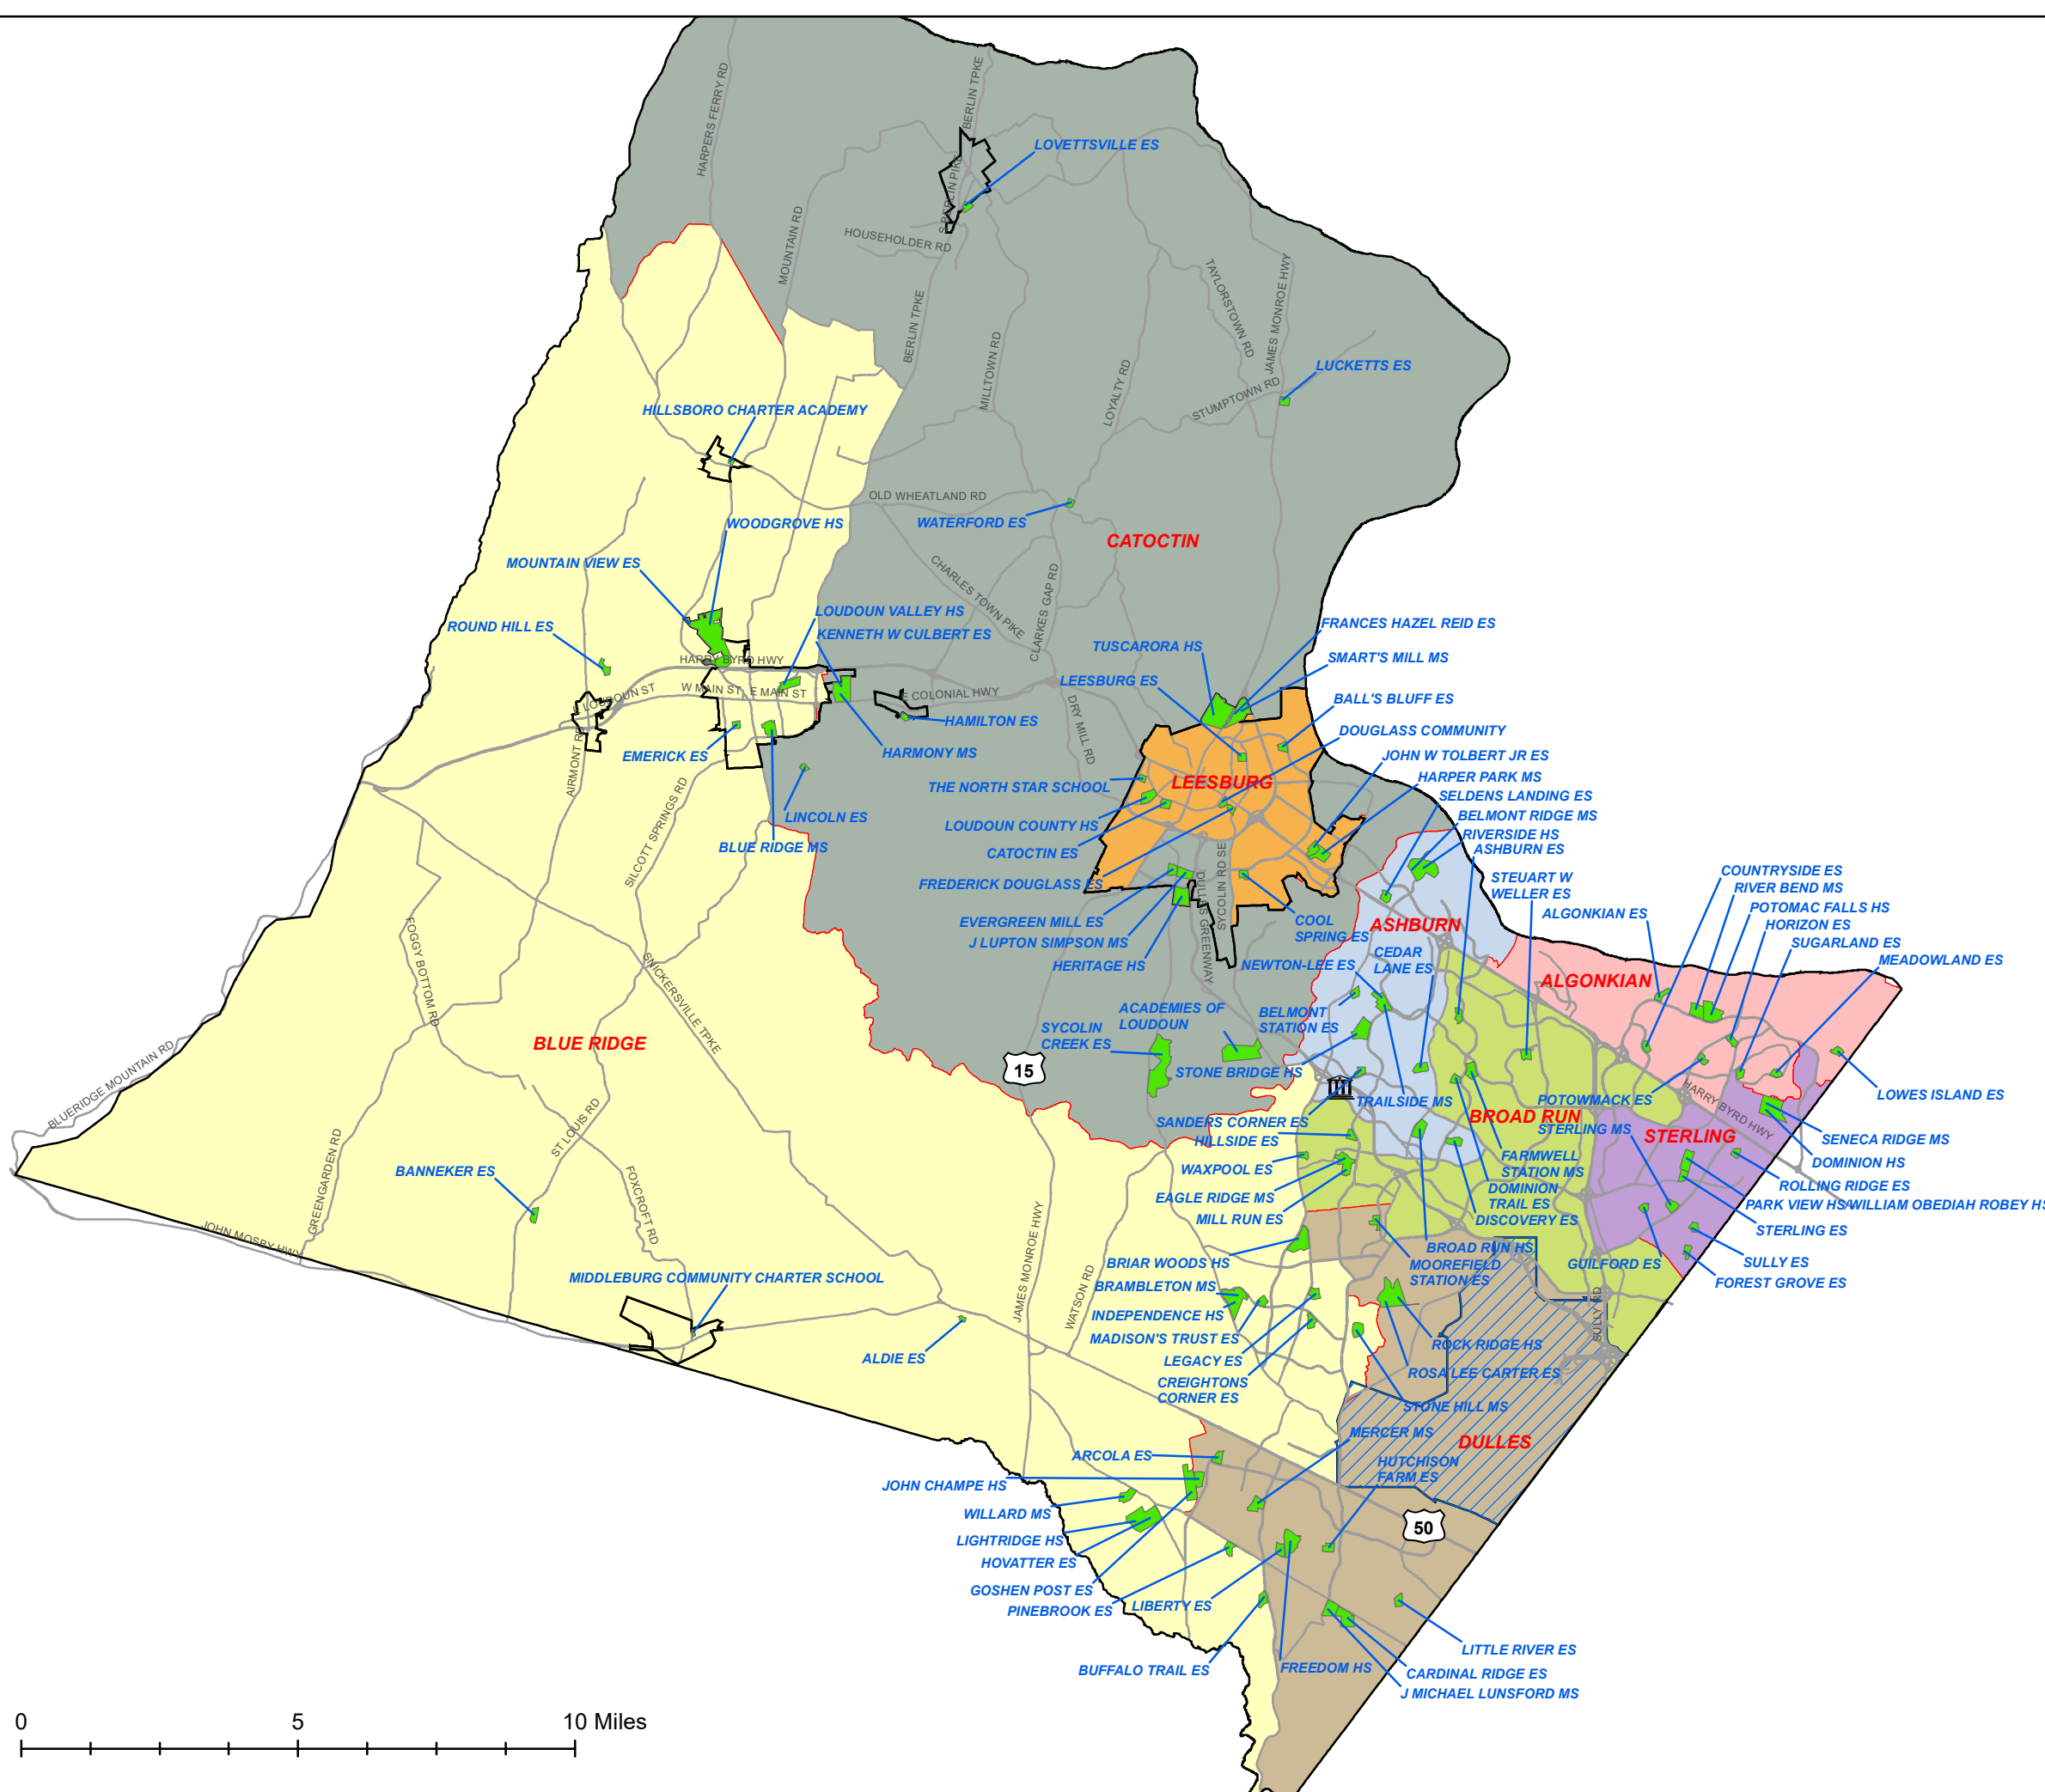 HARPERS FERRY RD
BERLIN TPKE
LOVETTSVILLE ES
S BERLIN PIKE
MOUNTAIN RD
HOUSEHOLDER RD
TAYLORSTOWN RD
JAMES MONROE HWY
BERLIN TPKE
MILLTOWN RD
LOYALTY RD
STUMPTOWN RD
LUCKETTS ES
HILLSBORO CHARTER ACADEMY
OLD WHEATLAND RD
WATERFORD ES
WOODGROVE HS
CATOCTIN
MOUNTAIN VIEW ES
CHARLES TOWN PIKE
CLARKES GAP RD
LOUDOUN VALLEY HS
KENNETH W CULBERT ES
ROUND HILL ES
FRANCES HAZEL REID ES
TUSCARORA HS
SMART'S MILL MS
HARRY BYRD HWY
LEESBURG ES
W MAIN ST
E MAIN ST
E COLONIAL HWY
E LOUDOUN ST
BALL'S BLUFF ES
HAMILTON ES
DRY MILL RD
DOUGLASS COMMUNITY
EMERICK ES
HARMONY MS
JOHN W TOLBERT JR ES
AIRMONT RD
HARPER PARK MS
THE NORTH STAR SCHOOL
LEESBURG
SELDENS LANDING ES
LINCOLN ES
BELMONT RIDGE MS
LOUDOUN COUNTY HS
RIVERSIDE HS
BLUE RIDGE MS
SILCOTT SPRINGS RD
CATOCTIN ES
ASHBURN ES
FREDERICK DOUGLASS ES
SYCOLIN RD SE
DULLES GREENWAY
STEUART W
WELLER ES
COUNTRYSIDE ES
RIVER BEND MS
ALGONKIAN ES
POTOMAC FALLS HS
EVERGREEN MILL ES
COOL
SPRING ES
ASHBURN
HORIZON ES
J LUPTON SIMPSON MS
SUGARLAND ES
HERITAGE HS
NEWTON-LEE ES
CEDAR
LANE ES
MEADOWLAND ES
FOGGY BOTTOM RD
SNICKERSVILLE TPKE
ALGONKIAN
ACADEMIES OF
LOUDOUN
BELMONT
STATION ES
SYCOLIN
CREEK ES
BLUE RIDGE
15
STONE BRIDGE HS
BLUERIDGE MOUNTAIN RD
TRAILSIDE MS
POTOWMACK ES
LOWES ISLAND ES
HARRY BYRD HWY
ST LOUIS RD
SANDERS CORNER ES
BROAD RUN
STERLING MS
STERLING
SENECA RIDGE MS
HILLSIDE ES
FARMWELL
STATION MS
DOMINION HS
BANNEKER ES
WAXPOOL ES
ROLLING RIDGE ES
GREENGARDEN RD
FOXCROFT RD
EAGLE RIDGE MS
DOMINION
TRAIL ES
PARK VIEW HS/WILLIAM OBEDIAH ROBEY HS
MILL RUN ES
DISCOVERY ES
STERLING ES
JOHN MOSBY HWY
BROAD RUN HS
BRIAR WOODS HS
MOOREFIELD
STATION ES
GUILFORD ES
SULLY ES
MIDDLEBURG COMMUNITY CHARTER SCHOOL
JAMES MONROE HWY
WATSON RD
BRAMBLETON MS
FOREST GROVE ES
INDEPENDENCE HS
SULLY RD
MADISON'S TRUST ES
ROCK RIDGE HS
ALDIE ES
LEGACY ES
ROSA LEE CARTER ES
CREIGHTONS
CORNER ES
STONE HILL MS
MERCER MS
DULLES
ARCOLA ES
HUTCHISON
FARM ES
JOHN CHAMPE HS
WILLARD MS
50
LIGHTRIDGE HS
HOVATTER ES
GOSHEN POST ES
PINEBROOK ES
LIBERTY ES
LITTLE RIVER ES
BUFFALO TRAIL ES
FREEDOM HS
CARDINAL RIDGE ES
J MICHAEL LUNSFORD MS
0 5 10 Miles